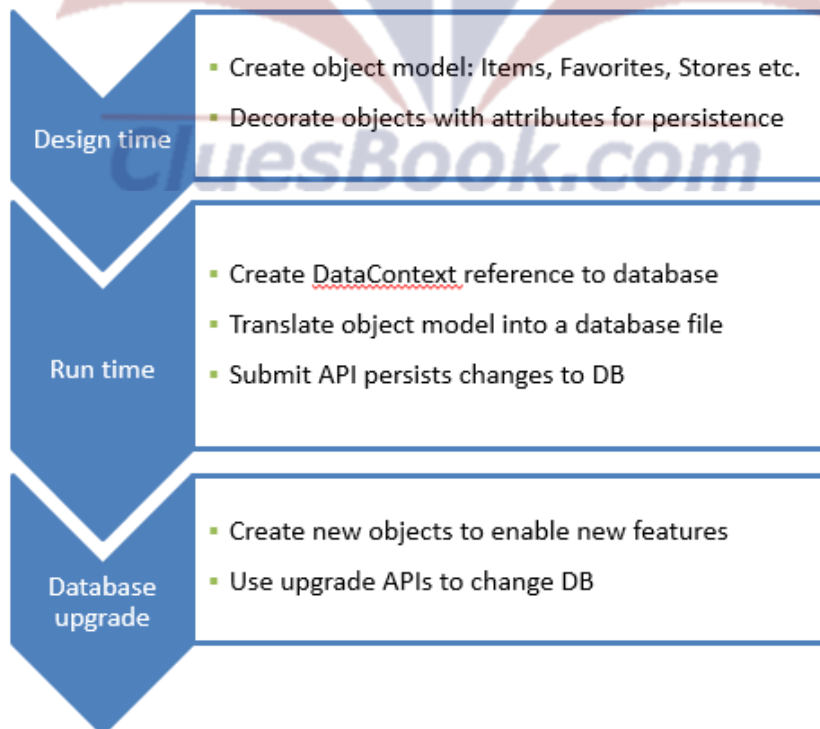 Design time
▪ Create object model: Items, Favorites, Stores etc.
▪ Decorate objects with attributes for persistence
CluesBook.com
Run time
▪ Create DataContext reference to database
▪ Translate object model into a database file
▪ Submit API persists changes to DB
Database
upgrade
▪ Create new objects to enable new features
▪ Use upgrade APIs to change DB